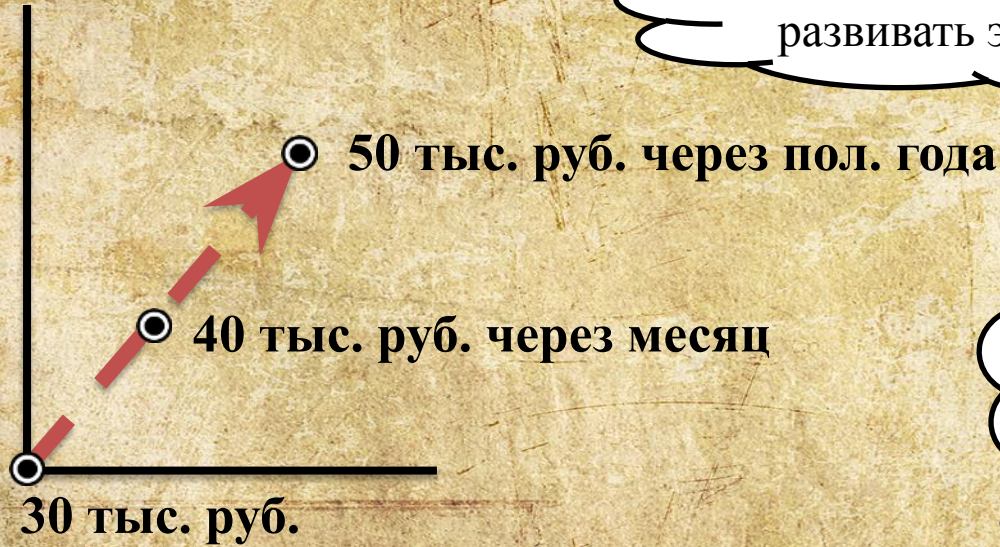 развивать
50 тыс. руб. через пол. года
40 тыс. руб. через месяц
30 тыс. руб.